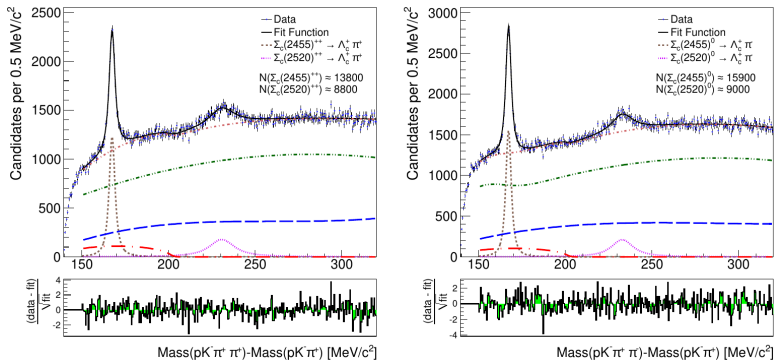 Candidates per 0.5 MeV/c²
2500
2000
1500
1000
500
0
Data
Fit Function
Σc(2455)⁺⁺ → Λc⁺ π⁺
Σc(2520)⁺⁺ → Λc⁺ π⁺
N(Σc(2455)⁺⁺) ≈ 13800
N(Σc(2520)⁺⁺) ≈ 8800
150 200 250 300
(data - fit)
√fit
4
2
0
-2
Mass(pK⁻π⁺ π⁺)-Mass(pK⁻π⁺) [MeV/c²]
Candidates per 0.5 MeV/c²
3000
2500
2000
1500
1000
500
0
Data
Fit Function
Σc(2455)⁰ → Λc⁺ π⁻
Σc(2520)⁰ → Λc⁺ π⁻
N(Σc(2455)⁰) ≈ 15900
N(Σc(2520)⁰) ≈ 9000
150 200 250 300
(data - fit)
√fit
2
0
-2
-4
Mass(pK⁻π⁺ π⁻)-Mass(pK⁻π⁺) [MeV/c²]